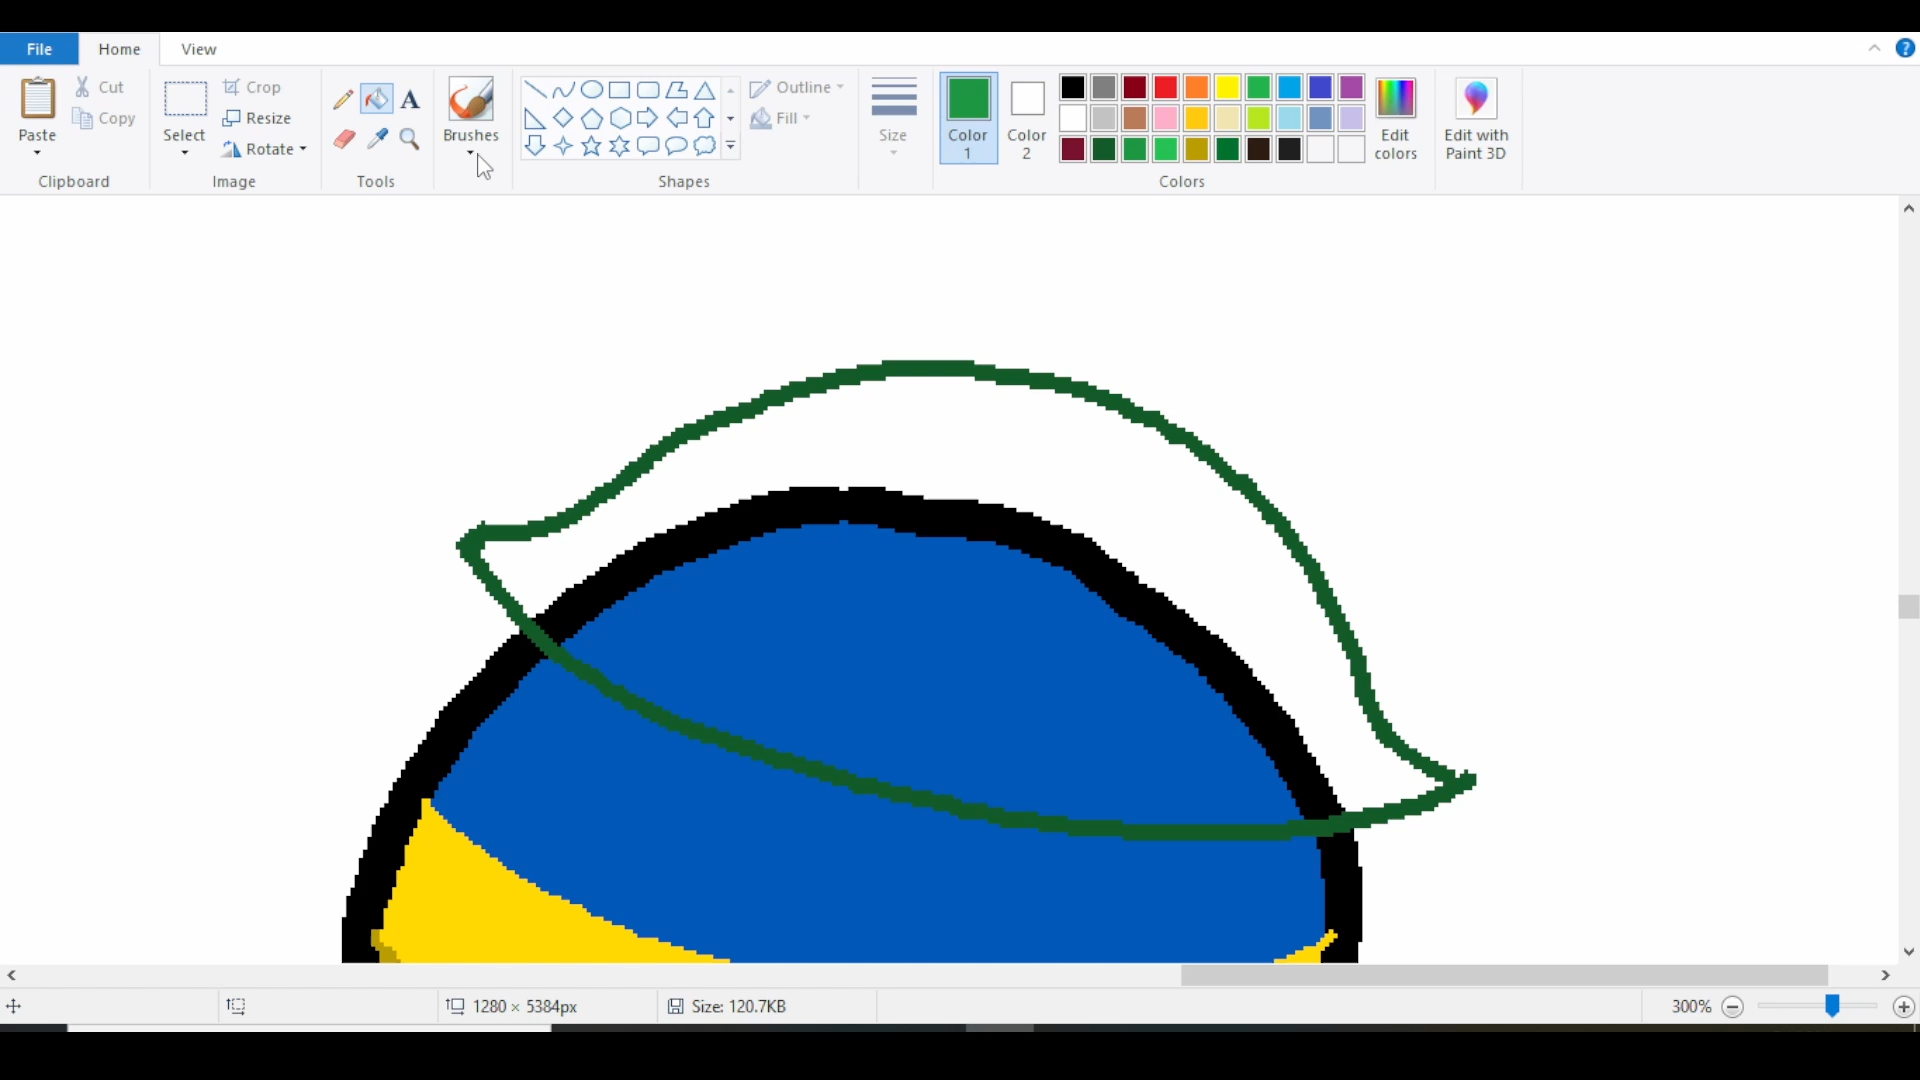 File Home View
Paste Cut Copy
Clipboard
Select Crop Resize Rotate
Image
A
Tools
Brushes
Shapes
Outline
Fill
Size
Color 1
Color 2
Edit colors
Colors
Edit with Paint 3D
?
1280 × 5384px
Size: 120.7KB
300%